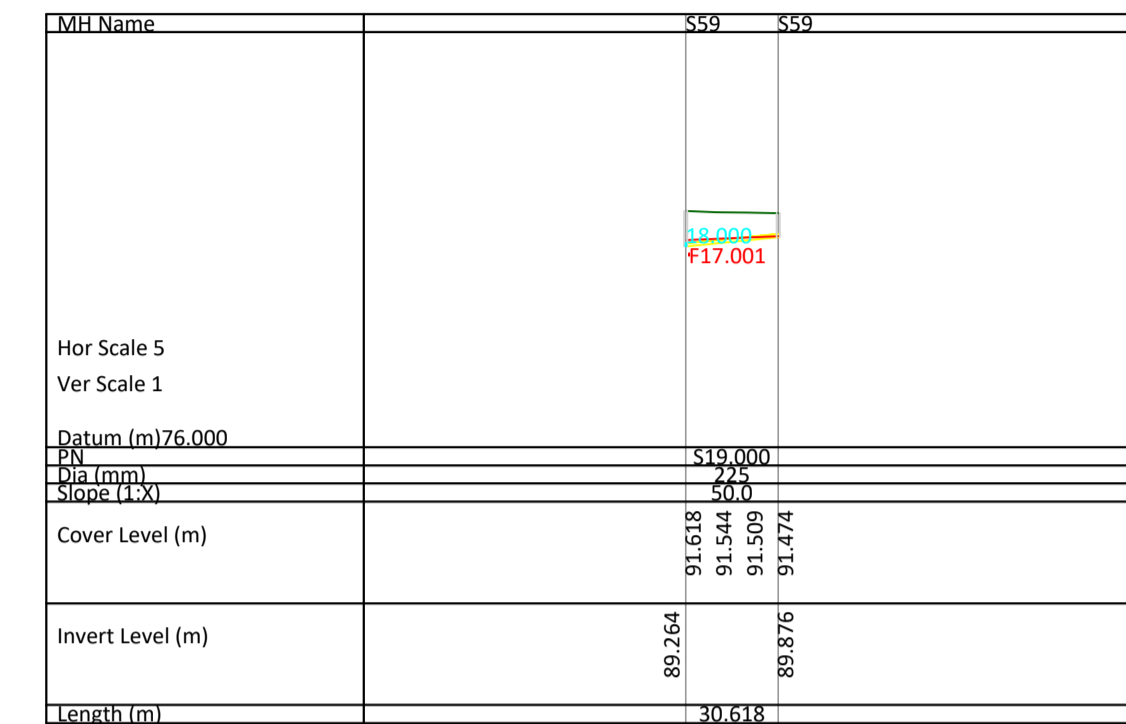 MH Name S59 S59
18.000
F17.001
Hor Scale 5
Ver Scale 1
Datum (m)76.000
PN S19.000
Dia (mm) 225
Slope (1:X) 50.0
Cover Level (m) 91.618 91.544 91.509 91.474
Invert Level (m) 89.264 89.876
Length (m) 30.618